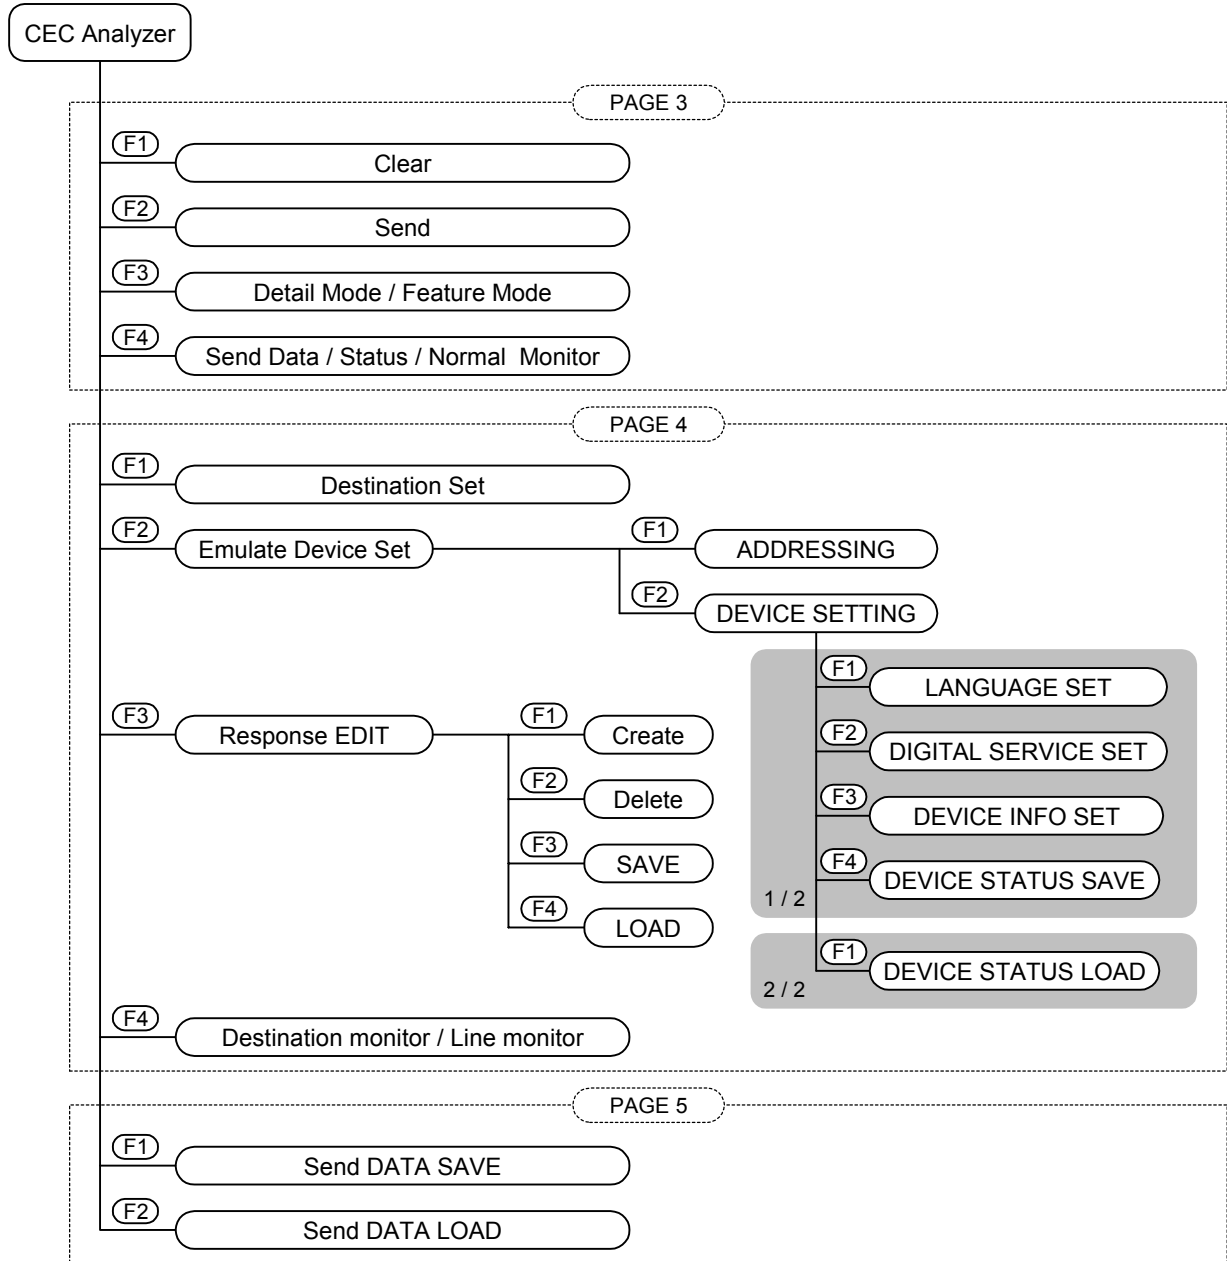 CEC Analyzer
PAGE 3
F1
Clear
F2
Send
F3
Detail Mode / Feature Mode
F4
Send Data / Status / Normal  Monitor
PAGE 4
F1
Destination Set
F2
Emulate Device Set
F1
ADDRESSING
F2
DEVICE SETTING
F1
LANGUAGE SET
F2
DIGITAL SERVICE SET
F3
DEVICE INFO SET
F4
DEVICE STATUS SAVE
1 / 2
F1
DEVICE STATUS LOAD
2 / 2
F3
Response EDIT
F1
Create
F2
Delete
F3
SAVE
F4
LOAD
F4
Destination monitor / Line monitor
PAGE 5
F1
Send DATA SAVE
F2
Send DATA LOAD